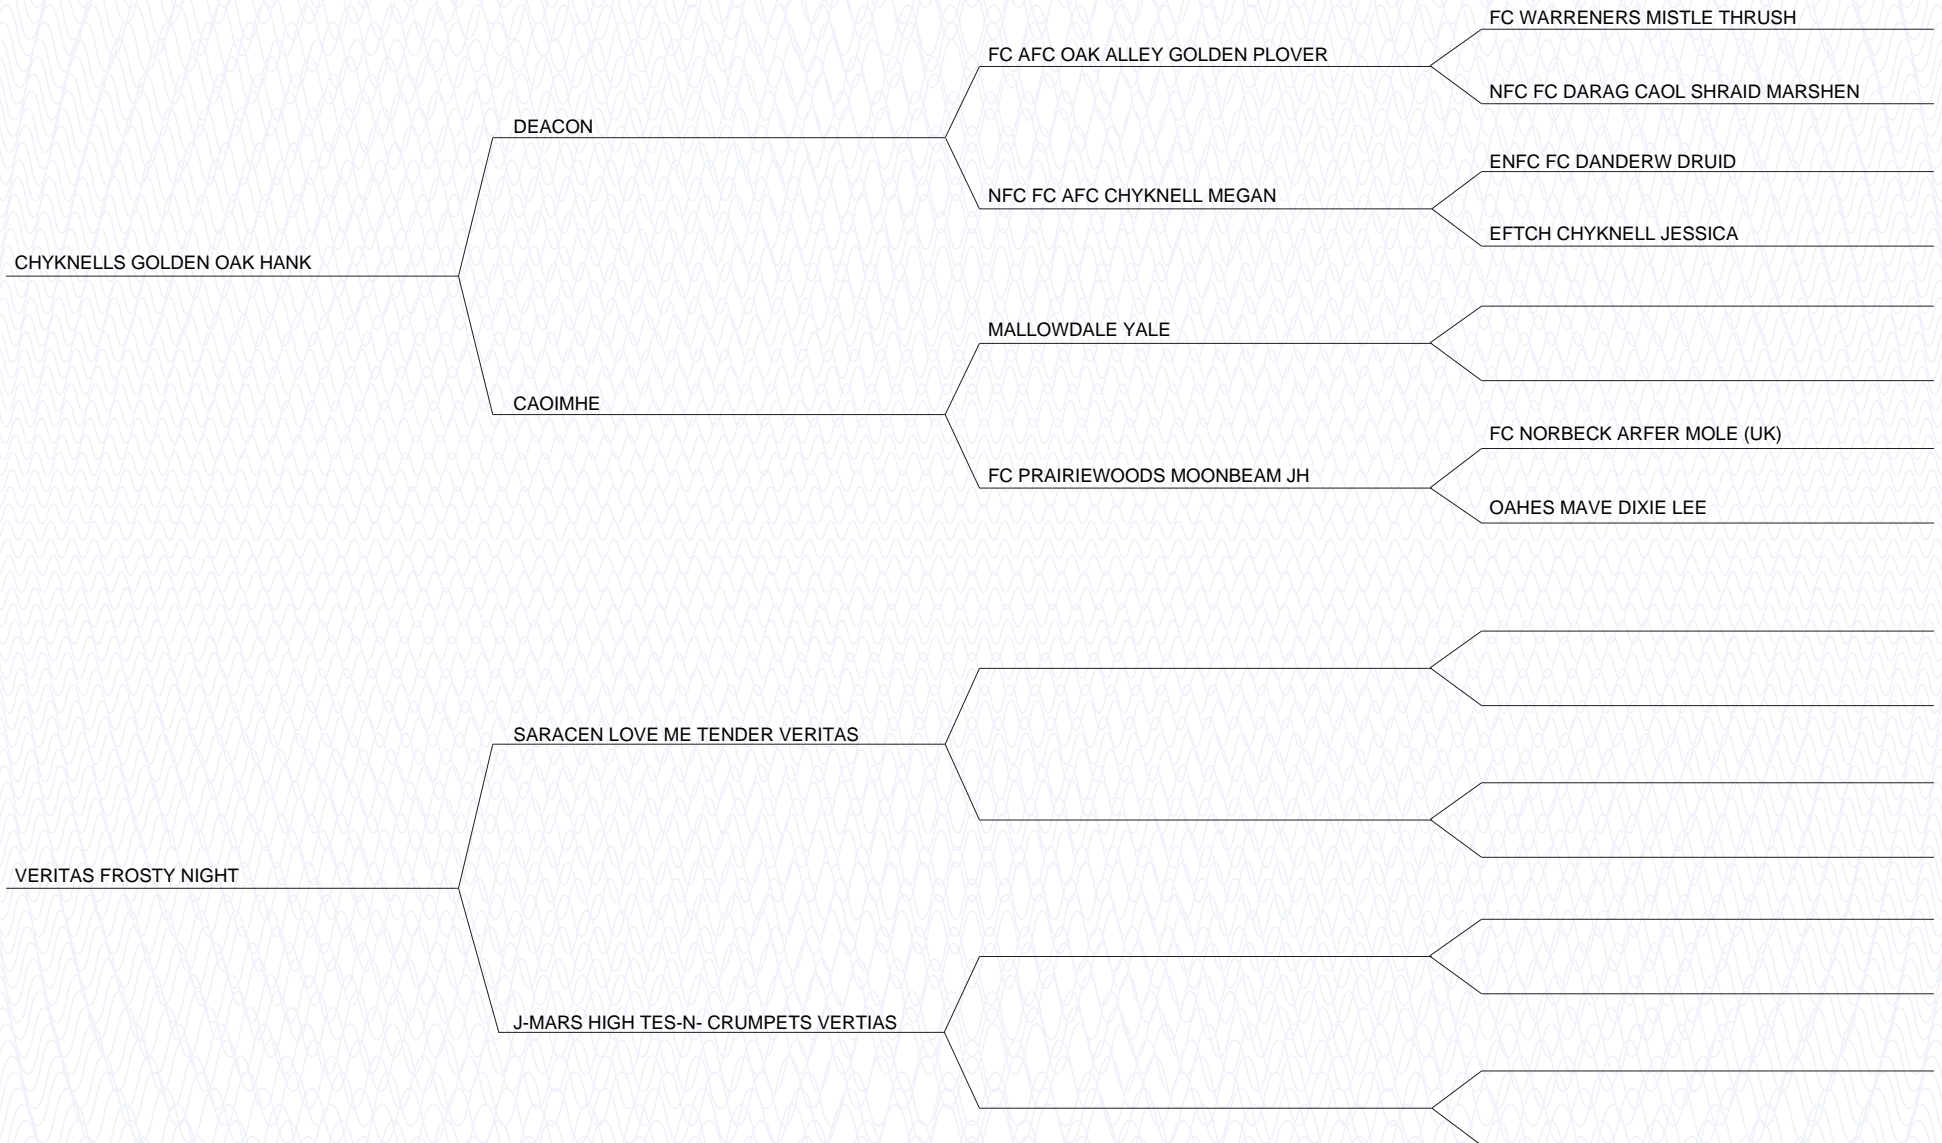 FC WARRENERS MISTLE THRUSH
FC AFC OAK ALLEY GOLDEN PLOVER
NFC FC DARAG CAOL SHRAID MARSHEN
DEACON
ENFC FC DANDERW DRUID
NFC FC AFC CHYKNELL MEGAN
EFTCH CHYKNELL JESSICA
CHYKNELLS GOLDEN OAK HANK
MALLOWDALE YALE
CAOIMHE
FC NORBECK ARFER MOLE (UK)
FC PRAIRIEWOODS MOONBEAM JH
OAHES MAVE DIXIE LEE
SARACEN LOVE ME TENDER VERITAS
VERITAS FROSTY NIGHT
J-MARS HIGH TES-N- CRUMPETS VERTIAS